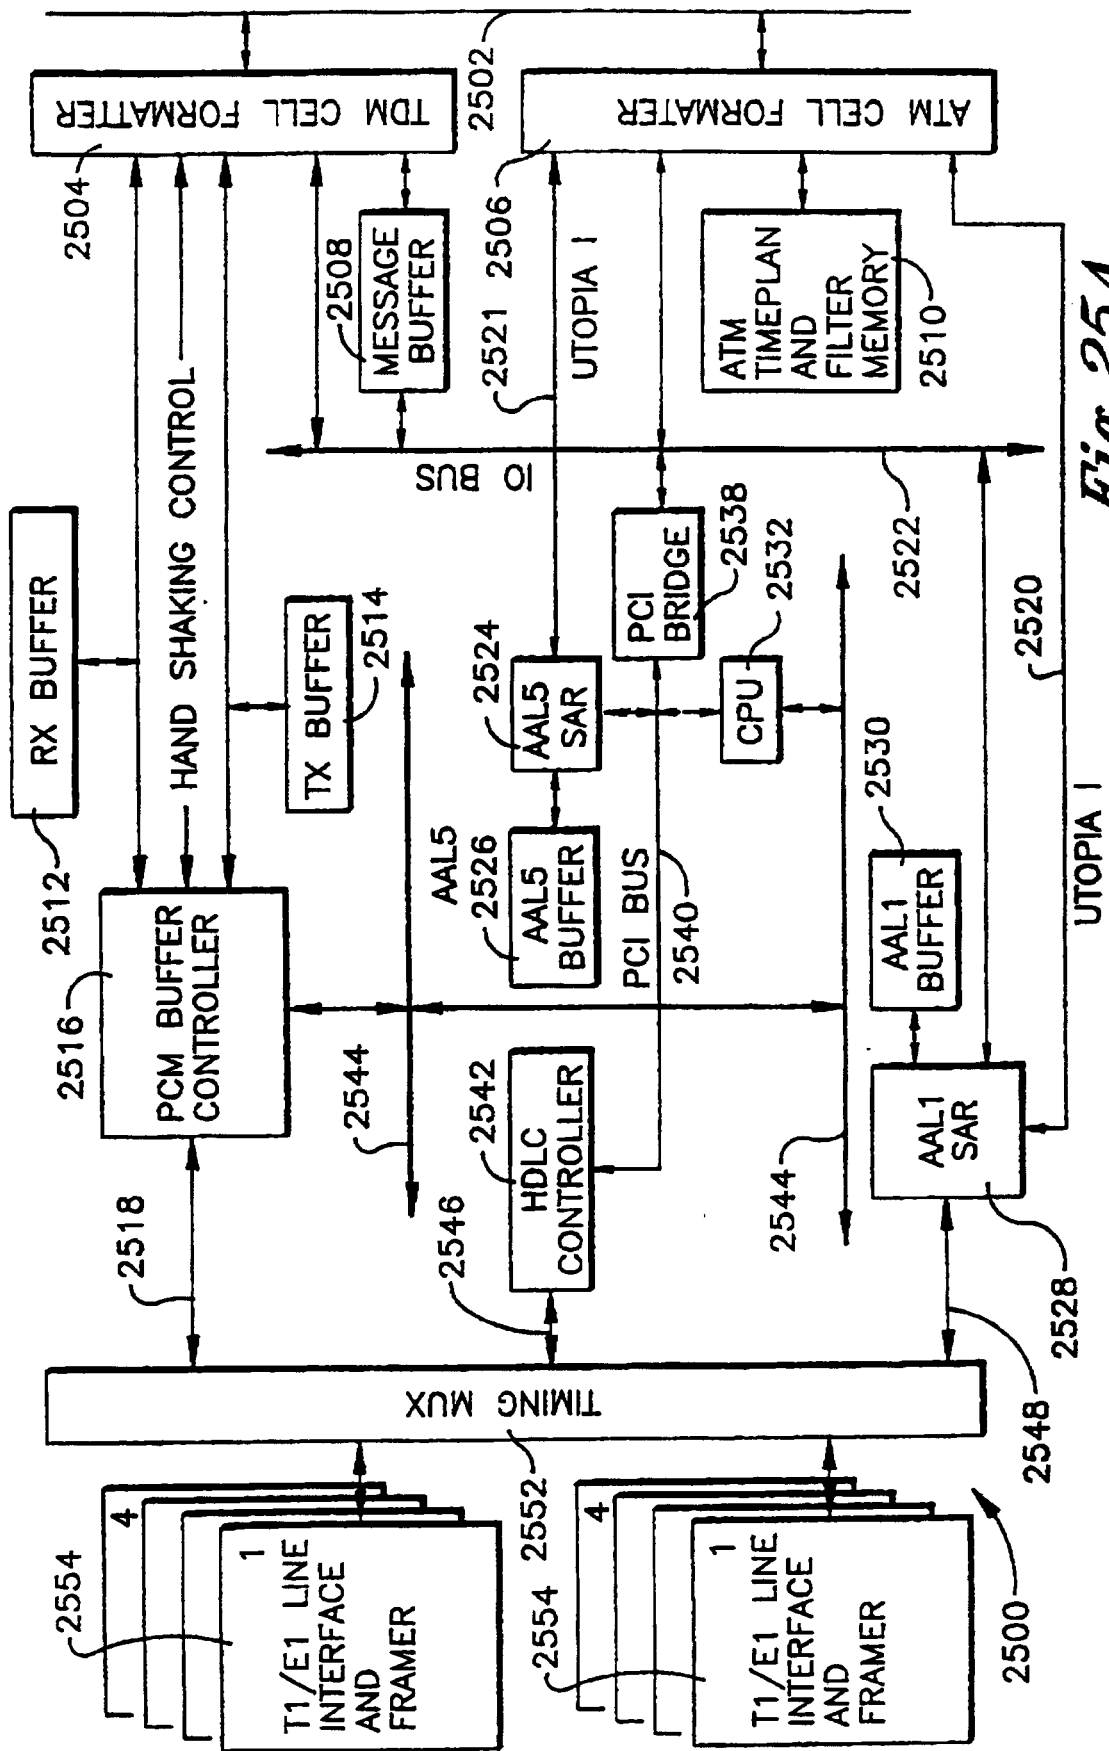 2554
1
4
T1/E1 LINE
INTERFACE
AND
FRAMER
2554
1
4
T1/E1 LINE
INTERFACE
AND
FRAMER
2500
TIMING MUX
2552
2518
2546
2548
2516
PCM BUFFER
CONTROLLER
2512
RX BUFFER
HAND SHAKING CONTROL
TX BUFFER
2514
2504
TDM CELL FORMATTER
2508
MESSAGE
BUFFER
2502
2544
2542
HDLC
CONTROLLER
AAL5
2526
AAL5
BUFFER
2524
AAL5
SAR
2521
UTOPIA I
2506
ATM CELL FORMATER
PCI BUS
2540
IO BUS
PCI
BRIDGE
2538
CPU
2532
2522
ATM
TIMEPLAN
AND
FILTER
MEMORY
2510
2544
AAL1
SAR
2528
AAL1
BUFFER
2530
2520
UTOPIA I
Fig. 25A